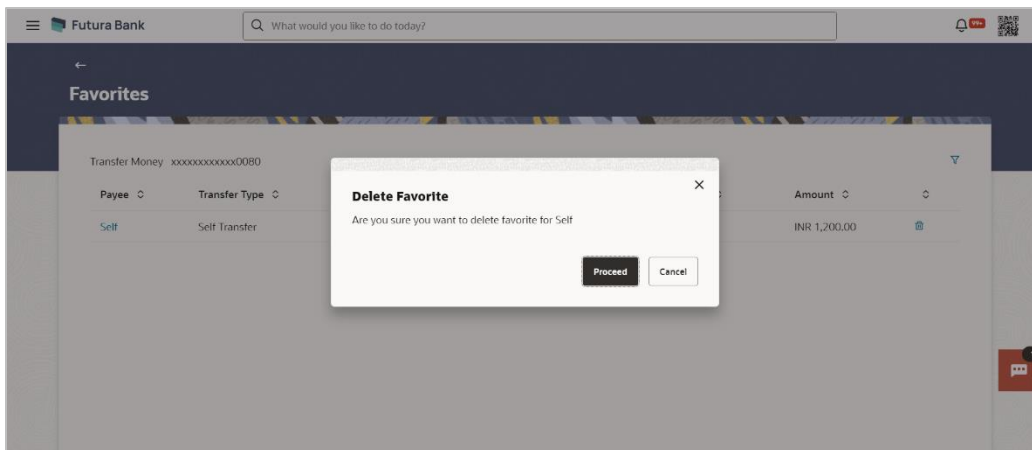 Futura Bank What would you like to do today? 99+
Favorites
Transfer Money xxxxxxxxxxxx0080
Payee Transfer Type Amount
Self Self Transfer INR 1,200.00
Delete Favorite
Are you sure you want to delete favorite for Self
Proceed Cancel